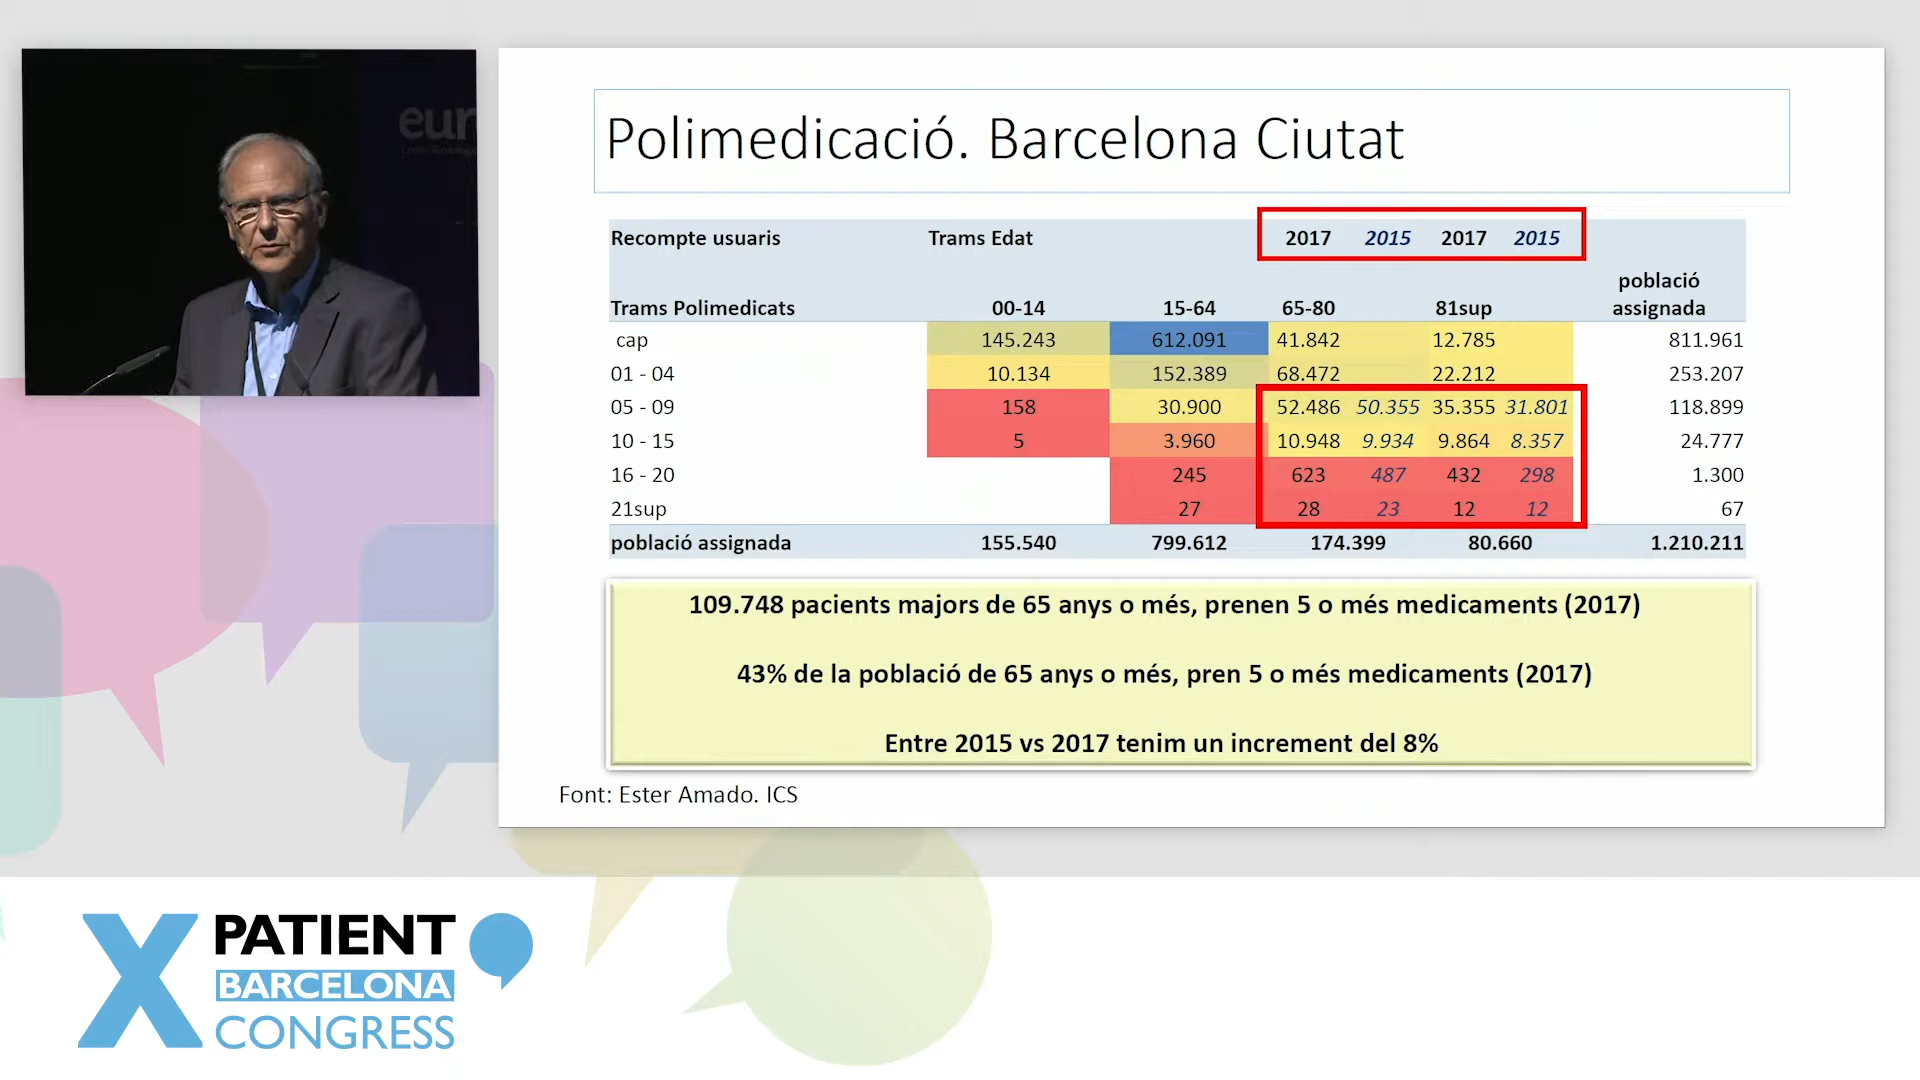 eur
Polimedicació. Barcelona Ciutat
Recompte usuaris Trams Edat 2017 2015 2017 2015
població
Trams Polimedicats 00-14 15-64 65-80 81sup assignada
cap 145.243 612.091 41.842 12.785 811.961
01 - 04 10.134 152.389 68.472 22.212 253.207
05 - 09 158 30.900 52.486 50.355 35.355 31.801 118.899
10 - 15 5 3.960 10.948 9.934 9.864 8.357 24.777
16 - 20 245 623 487 432 298 1.300
21sup 27 28 23 12 12 67
població assignada 155.540 799.612 174.399 80.660 1.210.211
109.748 pacients majors de 65 anys o més, prenen 5 o més medicaments (2017)
43% de la població de 65 anys o més, pren 5 o més medicaments (2017)
Entre 2015 vs 2017 tenim un increment del 8%
Font: Ester Amado. ICS
X PATIENT
BARCELONA
CONGRESS